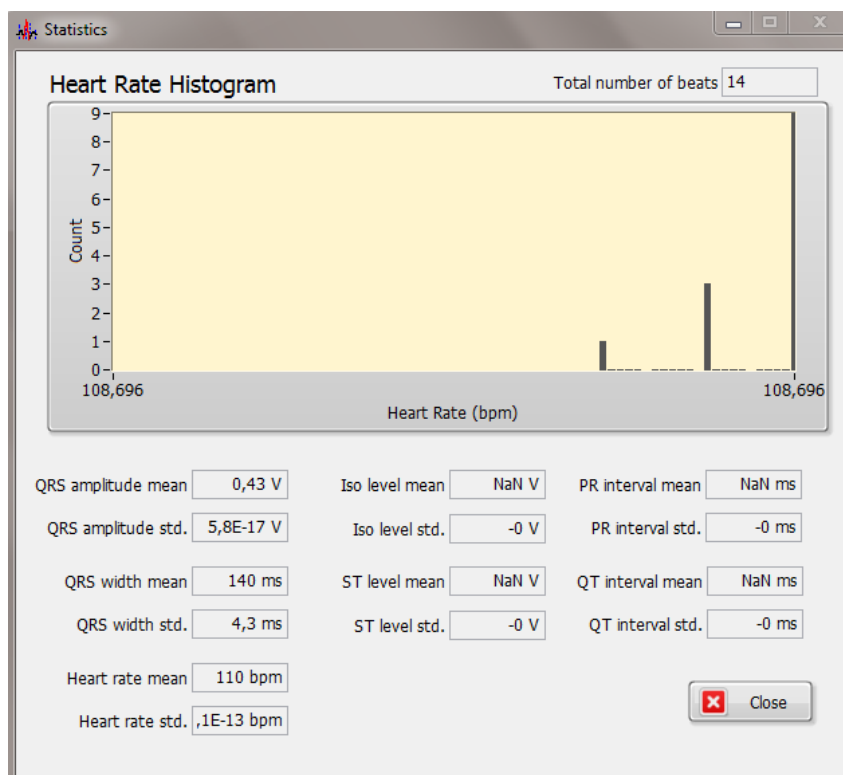 Statistics
Heart Rate Histogram
Total number of beats 14
9
8
7
6
5
4
3
2
1
0
Count
108,696 108,696
Heart Rate (bpm)
QRS amplitude mean 0,43 V Iso level mean NaN V PR interval mean NaN ms
QRS amplitude std. 5,8E-17 V Iso level std. -0 V PR interval std. -0 ms
QRS width mean 140 ms ST level mean NaN V QT interval mean NaN ms
QRS width std. 4,3 ms ST level std. -0 V QT interval std. -0 ms
Heart rate mean 110 bpm
Heart rate std. ,1E-13 bpm
Close